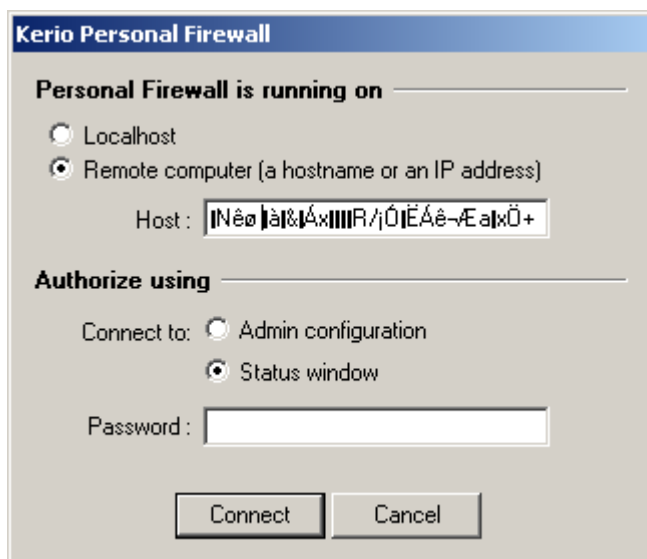 Kerio Personal Firewall
Personal Firewall is running on
Localhost
Remote computer (a hostname or an IP address)
Host :
Authorize using
Connect to: Admin configuration
Status window
Password :
Connect Cancel